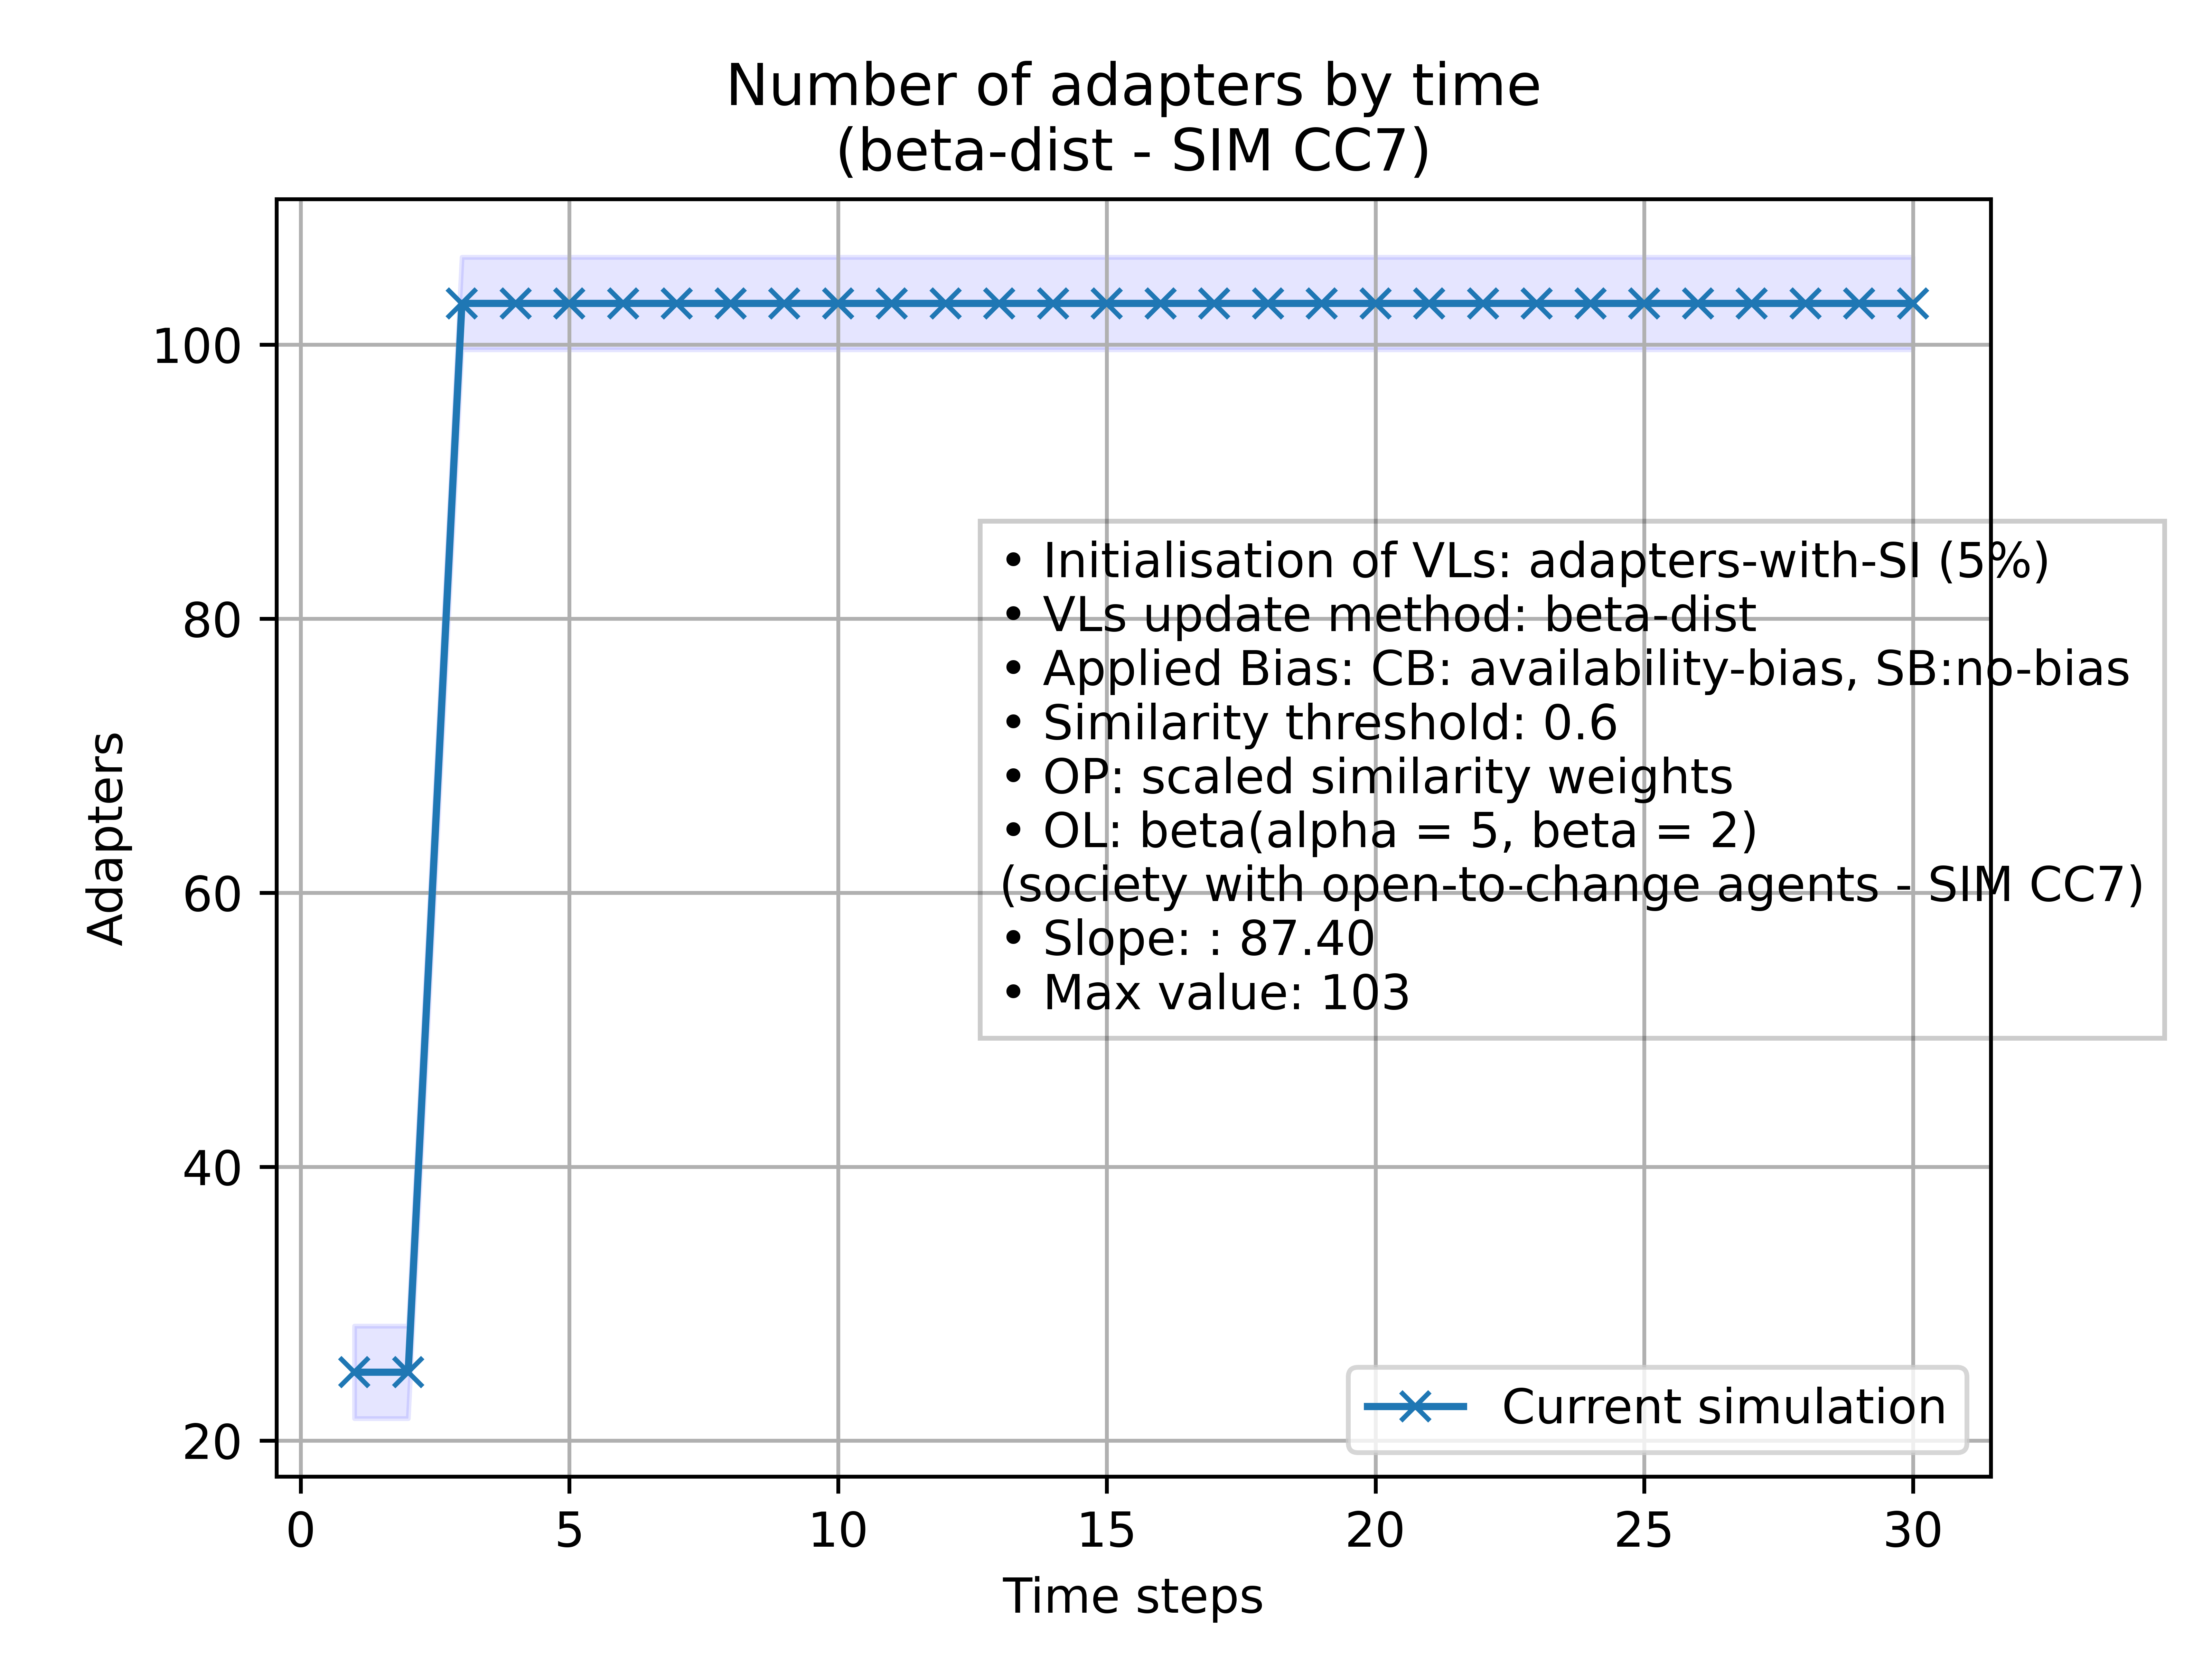 Number of adapters by time
(beta-dist - SIM CC7)
Adapters
100
80
60
40
20
• Initialisation of VLs: adapters-with-SI (5%)
• VLs update method: beta-dist
• Applied Bias: CB: availability-bias, SB:no-bias
• Similarity threshold: 0.6
• OP: scaled similarity weights
• OL: beta(alpha = 5, beta = 2)
(society with open-to-change agents - SIM CC7)
• Slope: : 87.40
• Max value: 103
Current simulation
0 5 10 15 20 25 30
Time steps